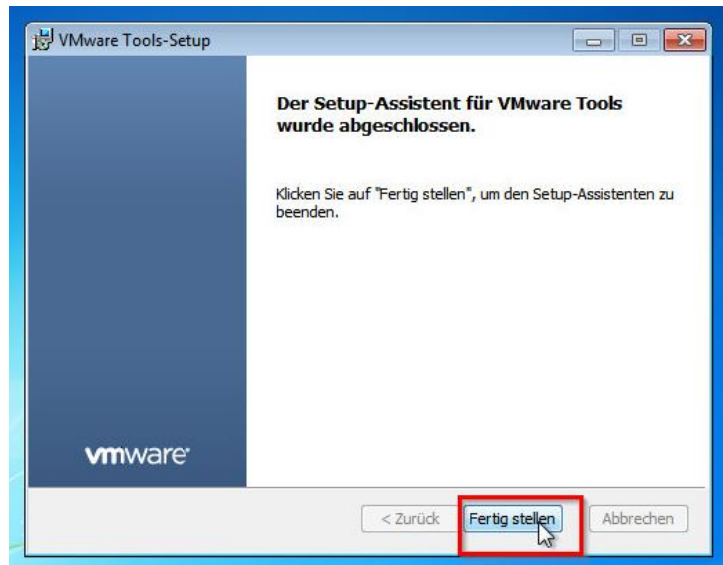 VMware Tools-Setup
Der Setup-Assistent für VMware Tools
wurde abgeschlossen.
Klicken Sie auf "Fertig stellen", um den Setup-Assistenten zu
beenden.
vmware
< Zurück Fertig stellen Abbrechen